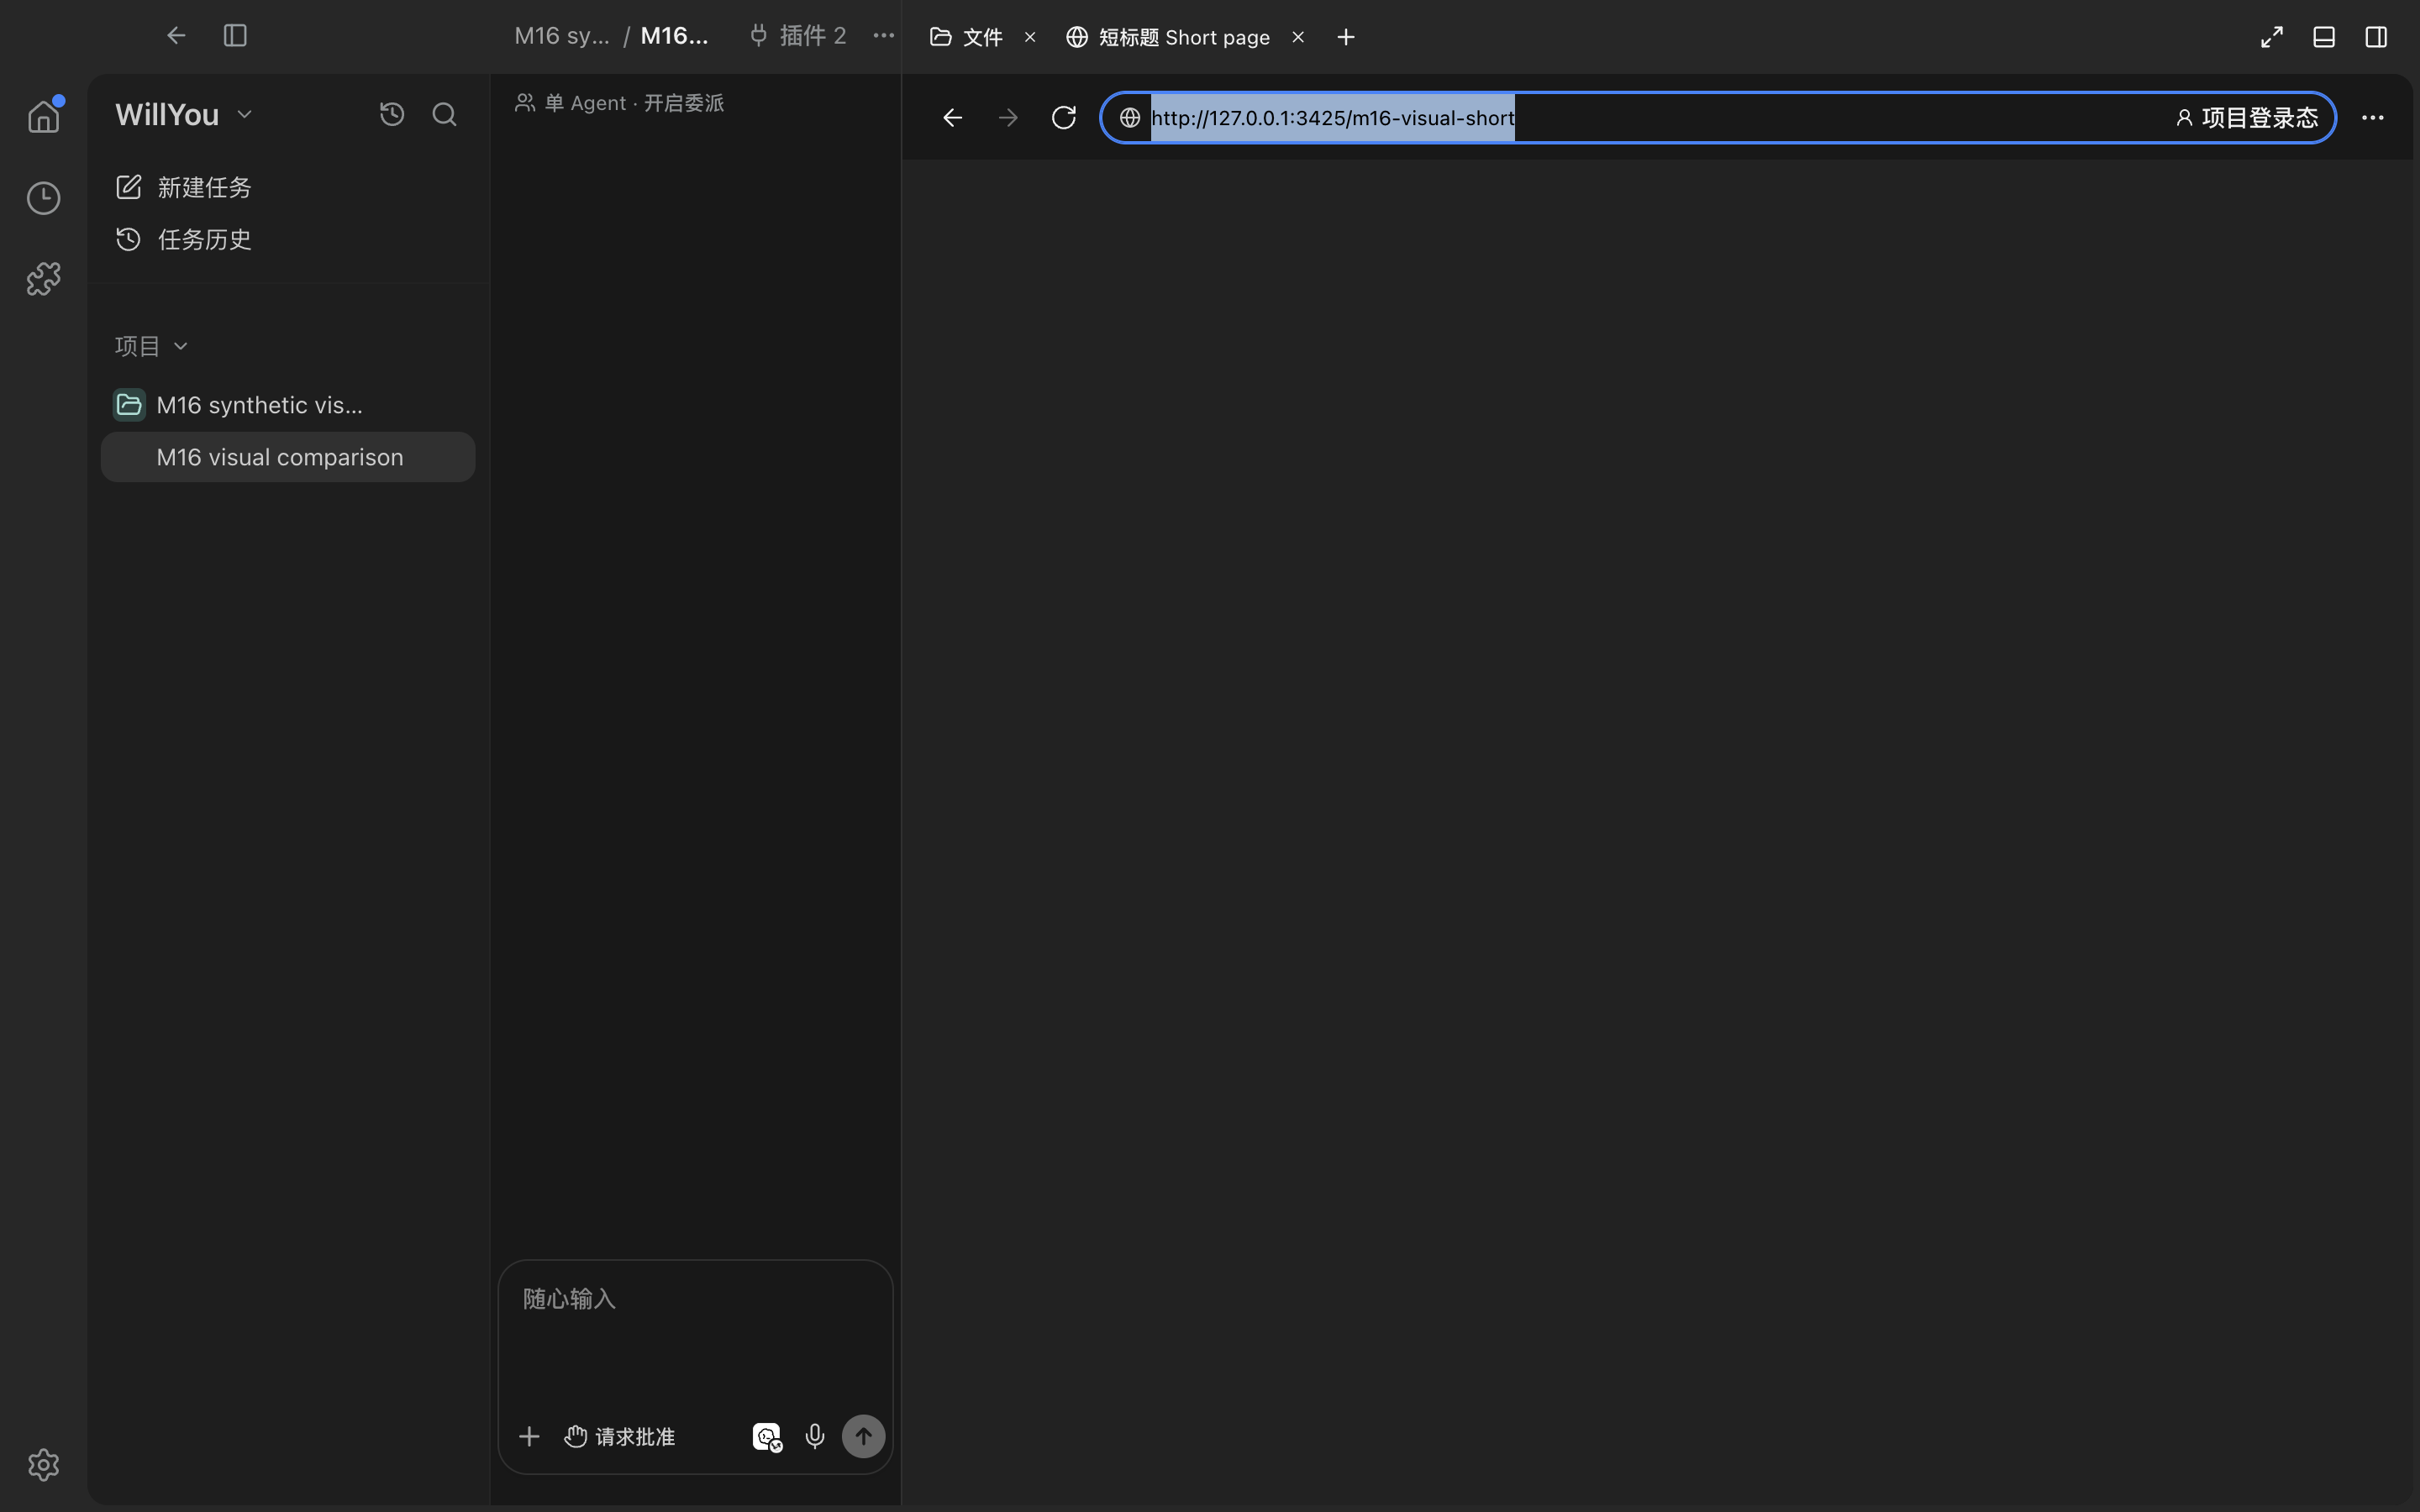 M16 sy... / M16... 插件 2
文件
短标题 Short page
WillYou
新建任务
任务历史
项目
M16 synthetic vis...
M16 visual comparison
单 Agent · 开启委派
http://127.0.0.1:3425/m16-visual-short
项目登录态
随心输入
请求批准